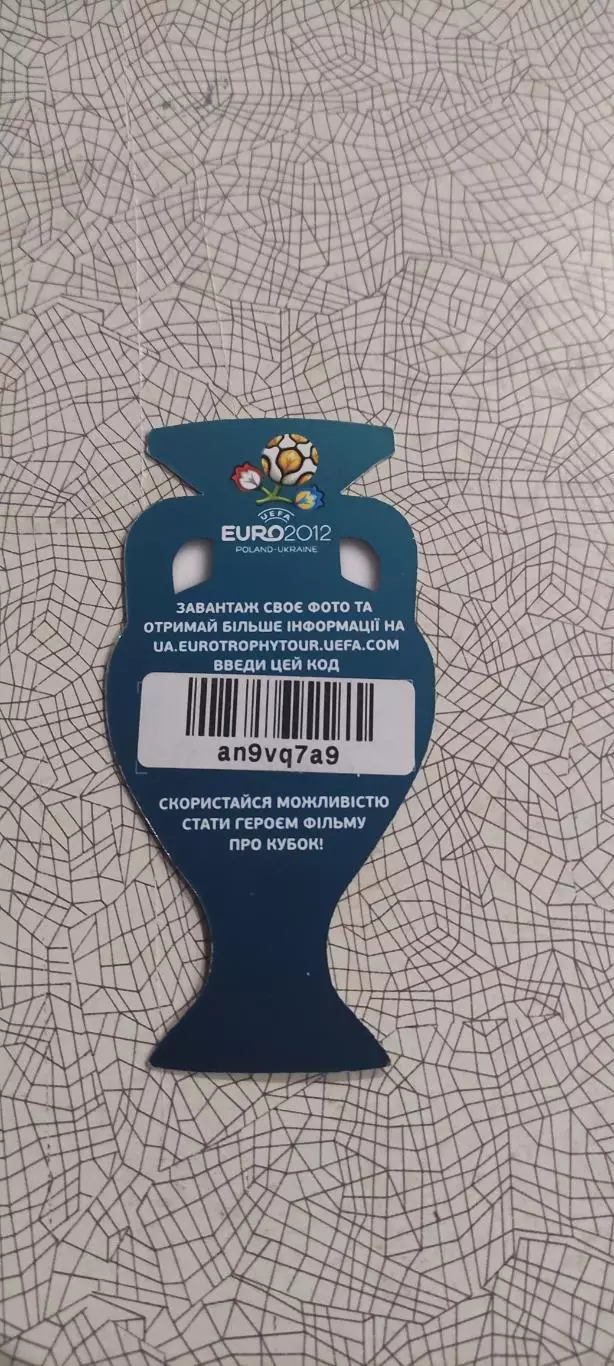 UEFA
EURO2012
POLAND-UKRAINE
ЗАВАНТАЖ СВОЄ ФОТО ТА
ОТРИМАЙ БІЛЬШЕ ІНФОРМАЦІЇ НА
UA.EUROTROPHYTOUR.UEFA.COM
ВВЕДИ ЦЕЙ КОД
an9vq7a9
СКОРИСТАЙСЯ МОЖЛИВІСТЮ
СТАТИ ГЕРОЄМ ФІЛЬМУ
ПРО КУБОК!